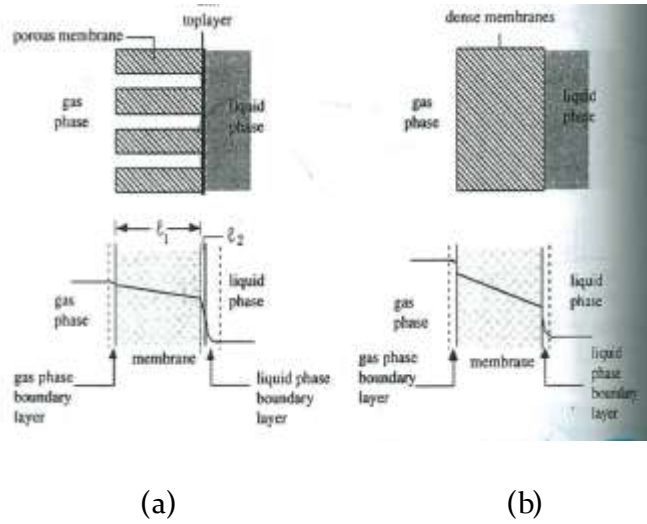 toplayer
porous membrane
gas
phase
liquid
phase
ℓ1
ℓ2
gas
phase
liquid
phase
membrane
gas phase
boundary
layer
liquid phase
boundary
layer
(a)
dense membranes
gas
phase
liquid
phase
gas
phase
liquid
phase
membrane
gas phase
boundary
layer
liquid
phase
boundary
layer
(b)